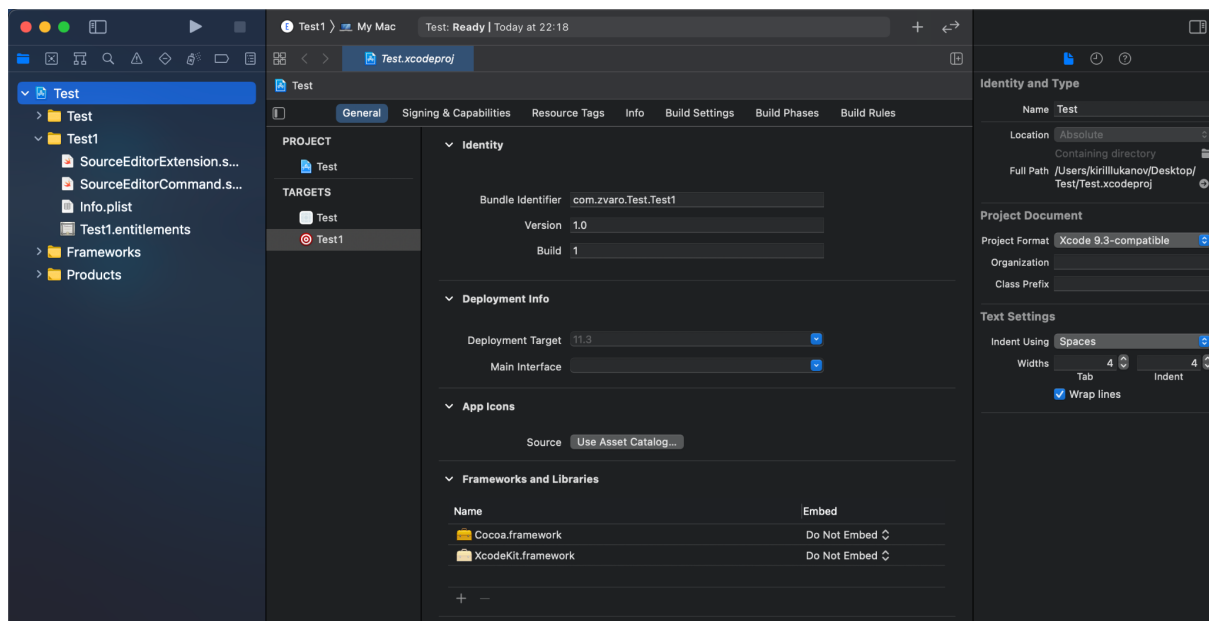 Test1 〉 My Mac
Test: Ready | Today at 22:18
Test.xcodeproj
Test
Test
Test
Test1
SourceEditorExtension.s...
SourceEditorCommand.s...
Info.plist
Test1.entitlements
Frameworks
Products
General Signing & Capabilities Resource Tags Info Build Settings Build Phases Build Rules
PROJECT
Test
TARGETS
Test
Test1
Identity
Bundle Identifier com.zvaro.Test.Test1
Version 1.0
Build 1
Deployment Info
Deployment Target 11.3
Main Interface
App Icons
Source Use Asset Catalog...
Frameworks and Libraries
Name Embed
Cocoa.framework Do Not Embed
XcodeKit.framework Do Not Embed
Identity and Type
Name Test
Location Absolute
Containing directory
Full Path /Users/kirilllukanov/Desktop/
Test/Test.xcodeproj
Project Document
Project Format Xcode 9.3-compatible
Organization
Class Prefix
Text Settings
Indent Using Spaces
Widths 4 4
Tab Indent
Wrap lines